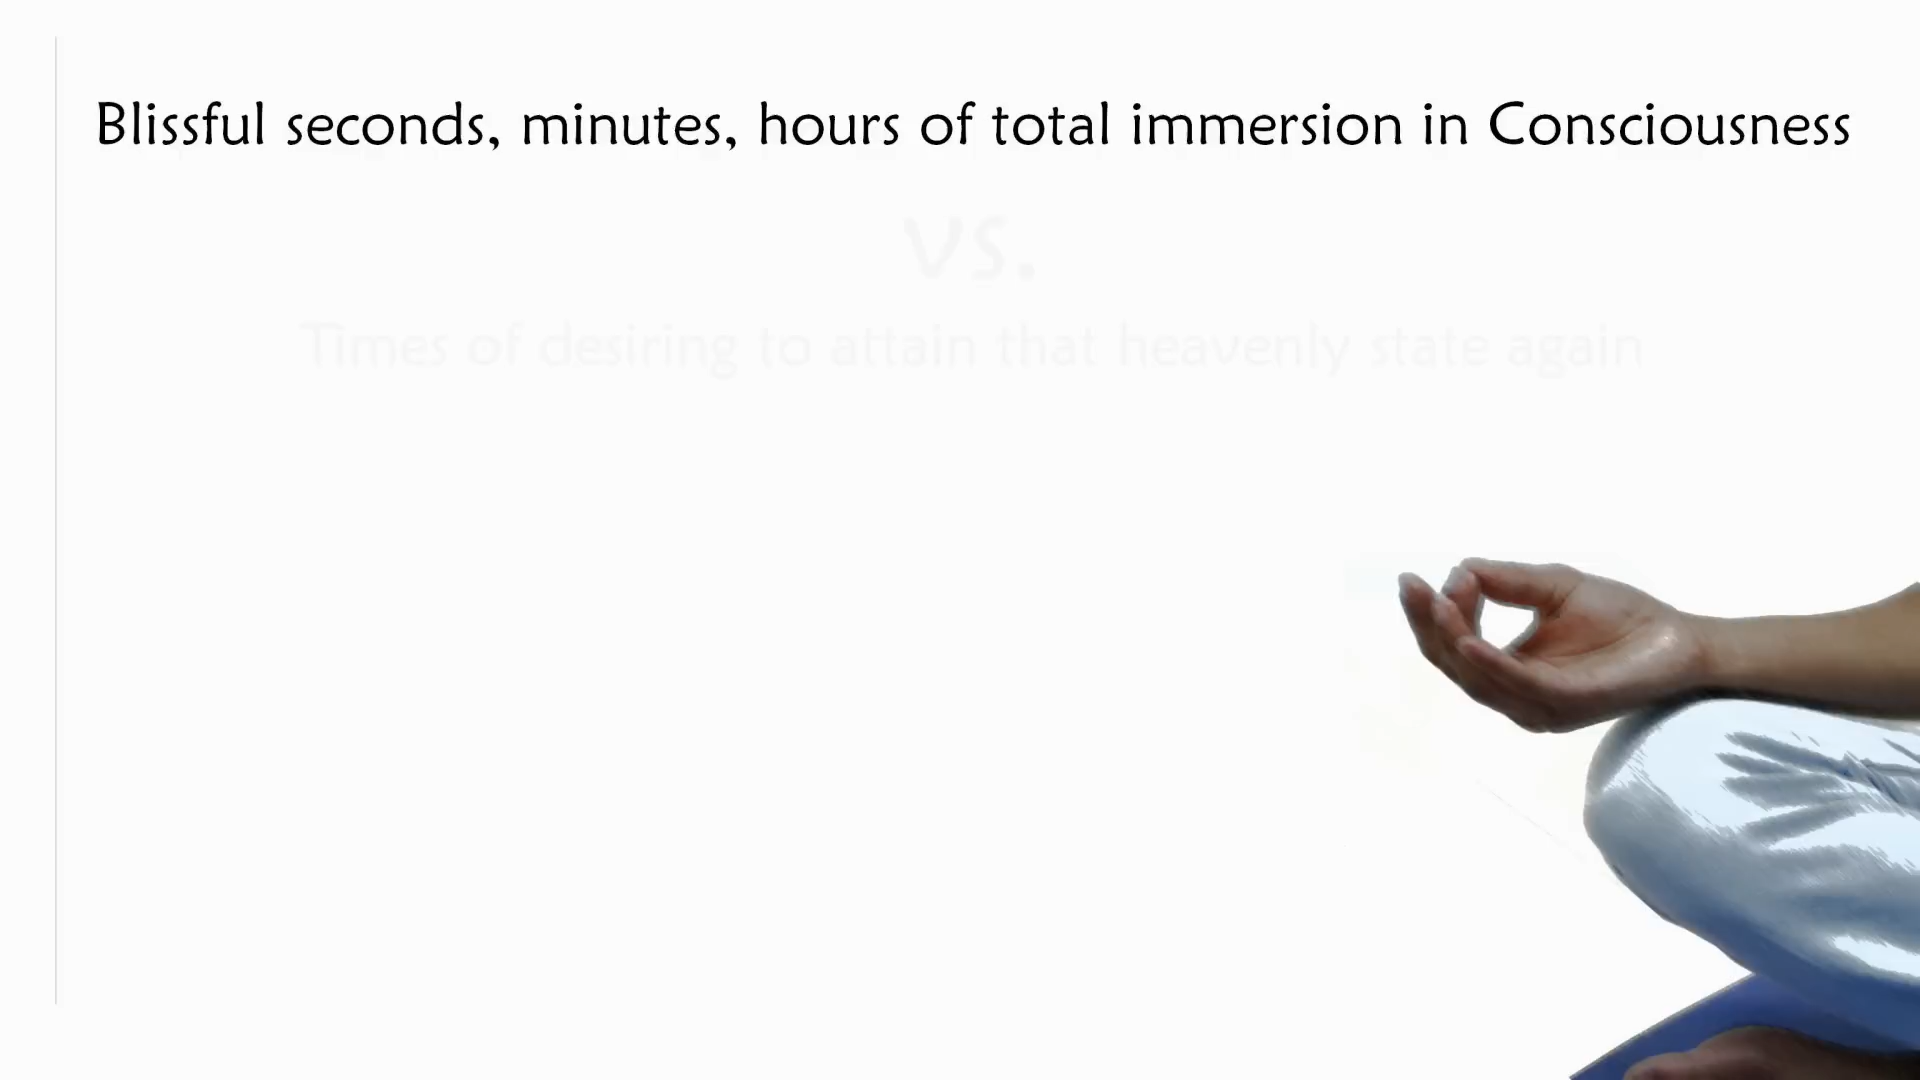 Blissful seconds, minutes, hours of total immersion in Consciousness
vs.
Times of desiring to attain that heavenly state again